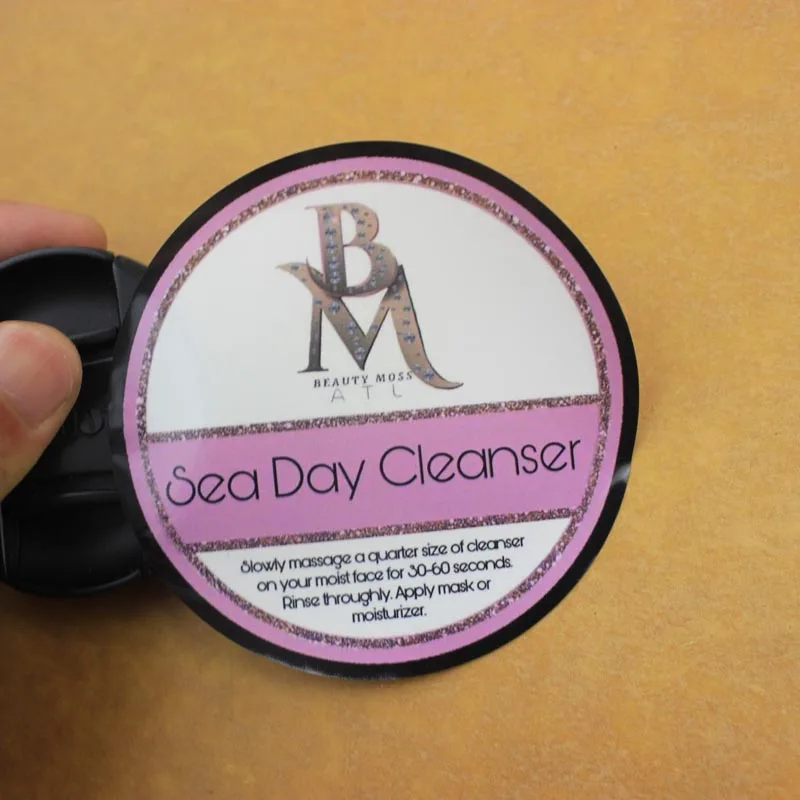 BM
BEAUTY MOSS
ATL
Sea Day Cleanser
Slowly massage a quarter size of cleanser
on your moist face for 30-60 seconds.
Rinse throughly. Apply mask or
moisturizer.